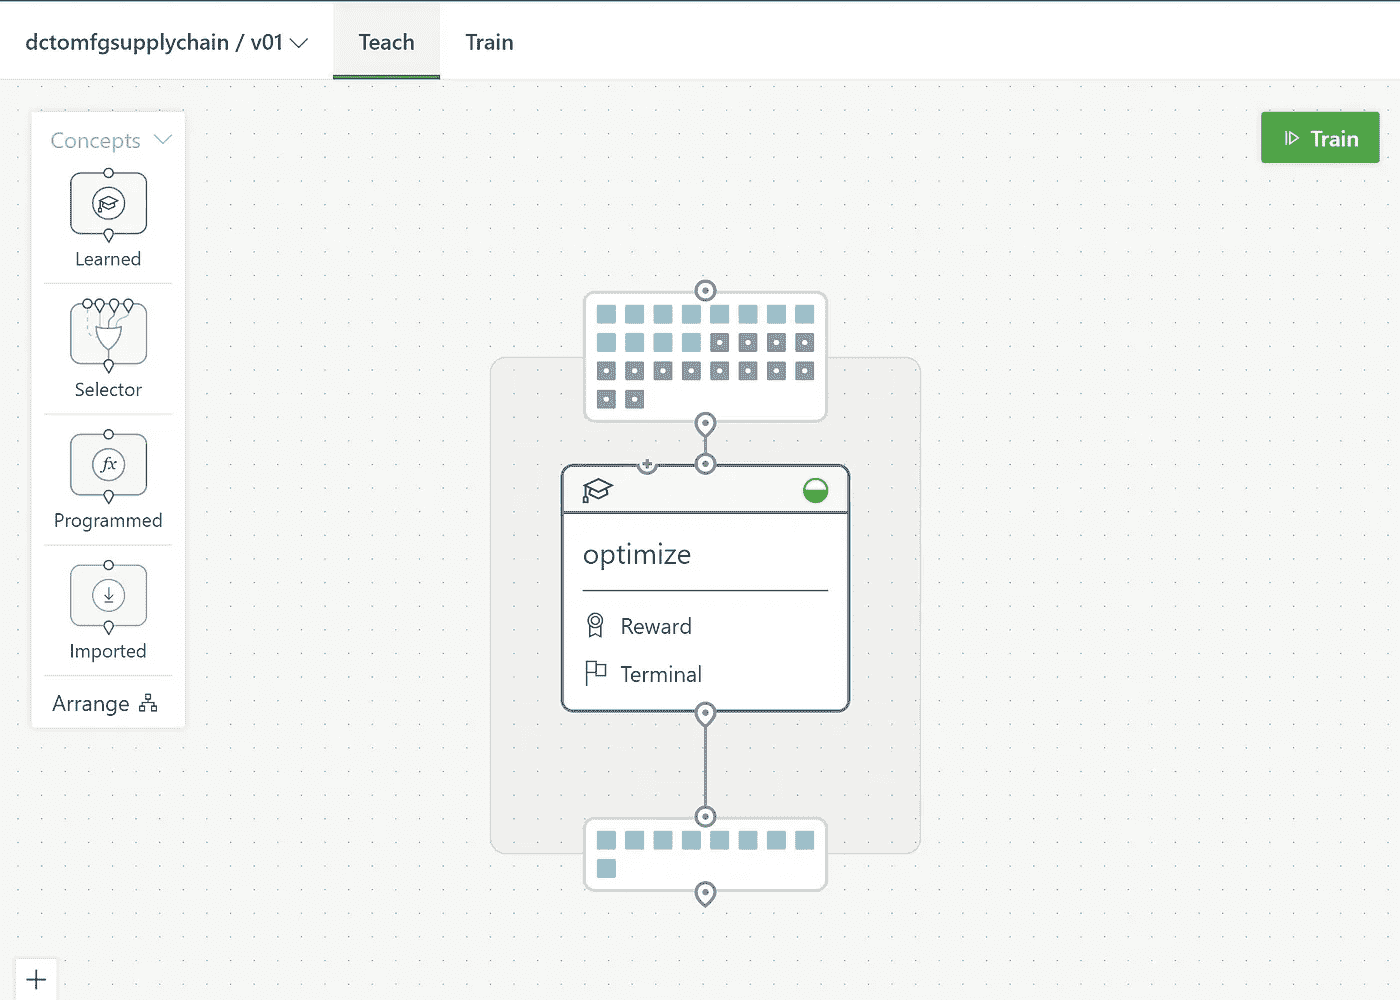 dctomfgsupplychain / v01
Teach
Train
Concepts
Train
Learned
Selector
fx
Programmed
Imported
Arrange
optimize
Reward
Terminal